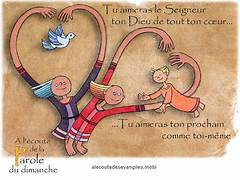 Tu aimeras le Seigneur
ton Dieu de tout ton cœur...
...Tu aimeras ton prochain
comme toi-même
A l'écoute
de la
Parole
du dimanche
alecoutedesevangiles.mobi